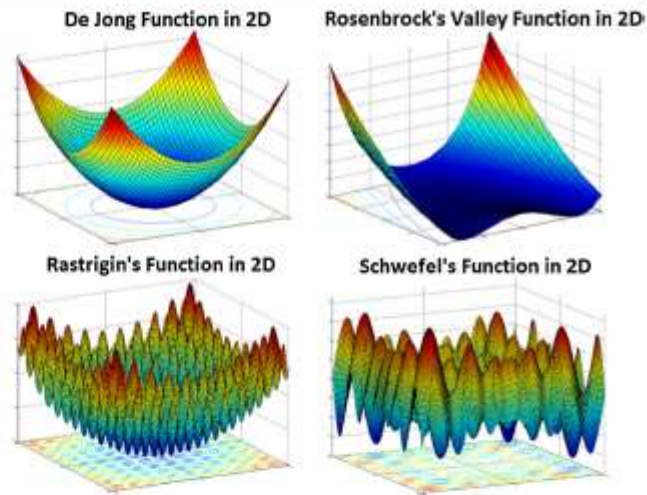 De Jong Function in 2D
Rosenbrock's Valley Function in 2D
Rastrigin's Function in 2D
Schwefel's Function in 2D